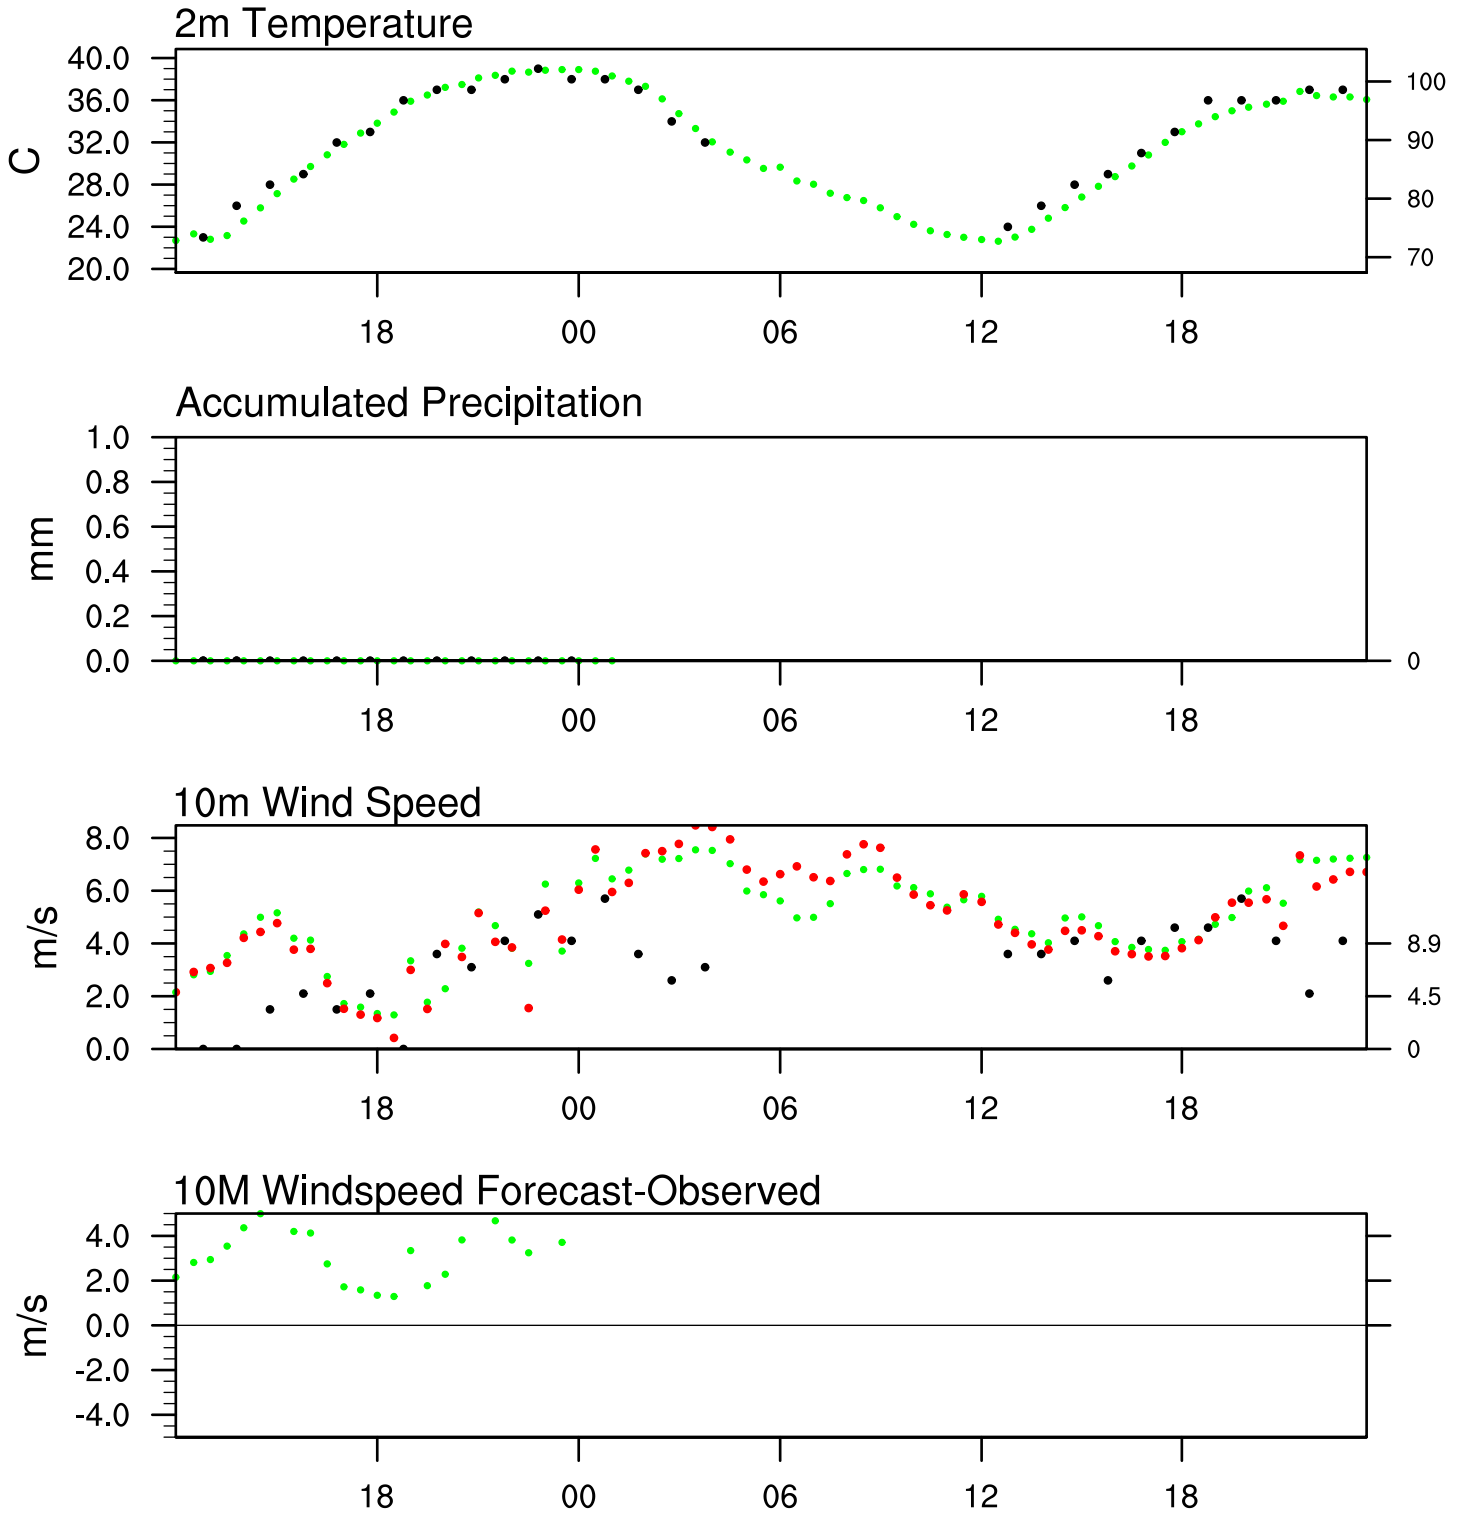 2m Temperature
40.0
36.0
32.0
28.0
24.0
20.0
C
100
90
80
70
18 00 06 12 18
Accumulated Precipitation
1.0
0.8
0.6
0.4
0.2
0.0
mm
0
18 00 06 12 18
10m Wind Speed
8.0
6.0
4.0
2.0
0.0
m/s
8.9
4.5
0
18 00 06 12 18
10M Windspeed Forecast-Observed
4.0
2.0
0.0
-2.0
-4.0
m/s
18 00 06 12 18